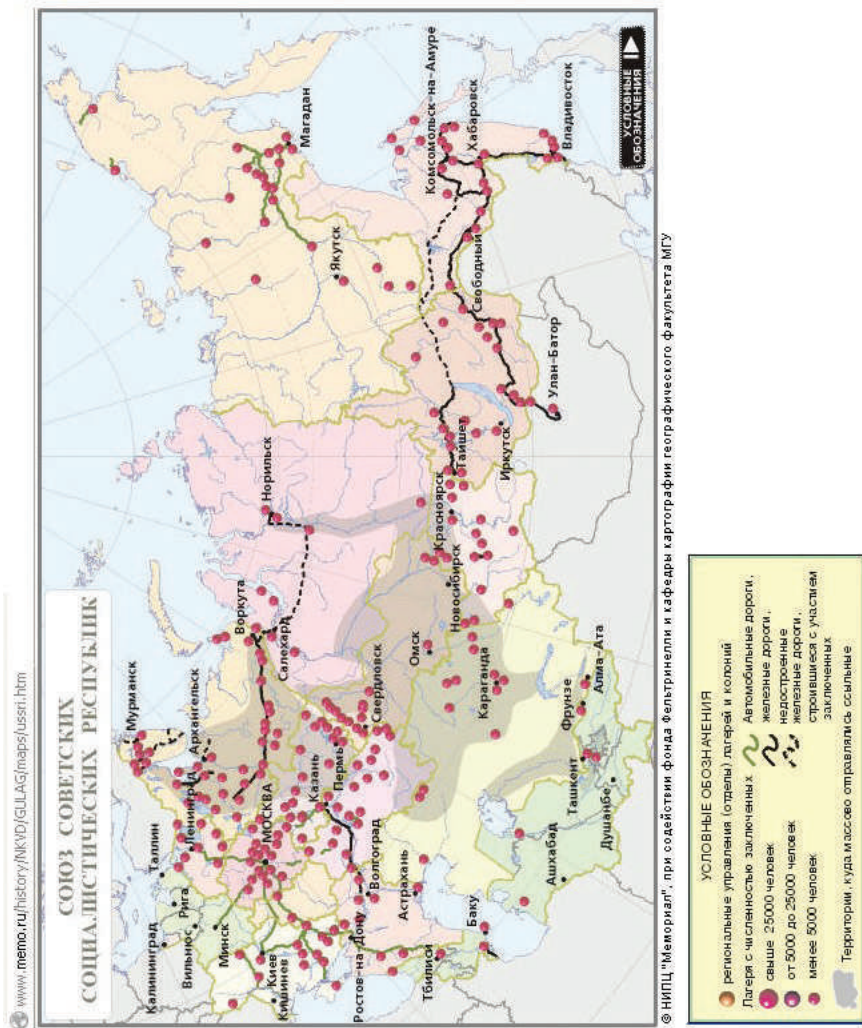 www.memo.ru/history/NKVD/GULAG/maps/ussri.htm
СОЮЗ СОВЕТСКИХ
СОЦИАЛИСТИЧЕСКИХ РЕСПУБЛИК
Мурманск
Архангельск
Ленинград
Таллин
Рига
Калининград
Вильнюс
Минск
МОСКВА
Киев
Кишинев
Ростов-на-Дону
Волгоград
Астрахань
Тбилиси
Баку
Казань
Пермь
Свердловск
Воркута
Салехард
Норильск
Омск
Новосибирск
Красноярск
Караганда
Фрунзе
Алма-Ата
Ташкент
Душанбе
Ашхабад
Тайшет
Иркутск
Улан-Батор
Якутск
Магадан
Свободный
Комсомольск-на-Амуре
Хабаровск
Владивосток
УСЛОВНЫЕ
ОБОЗНАЧЕНИЯ
© НИПЦ "Мемориал", при содействии фонда Фельтринелли и кафедры картографии географического факультета МГУ
УСЛОВНЫЕ ОБОЗНАЧЕНИЯ
региональные управления (отделы) лагерей и колоний
Лагеря с численностью заключенных
свыше 25000 человек
от 5000 до 25000 человек
менее 5000 человек
Автомобильные дороги,
железные дороги,
недостроенные
железные дороги,
строившиеся с участием
заключенных
Территории, куда массово отправлялись ссыльные